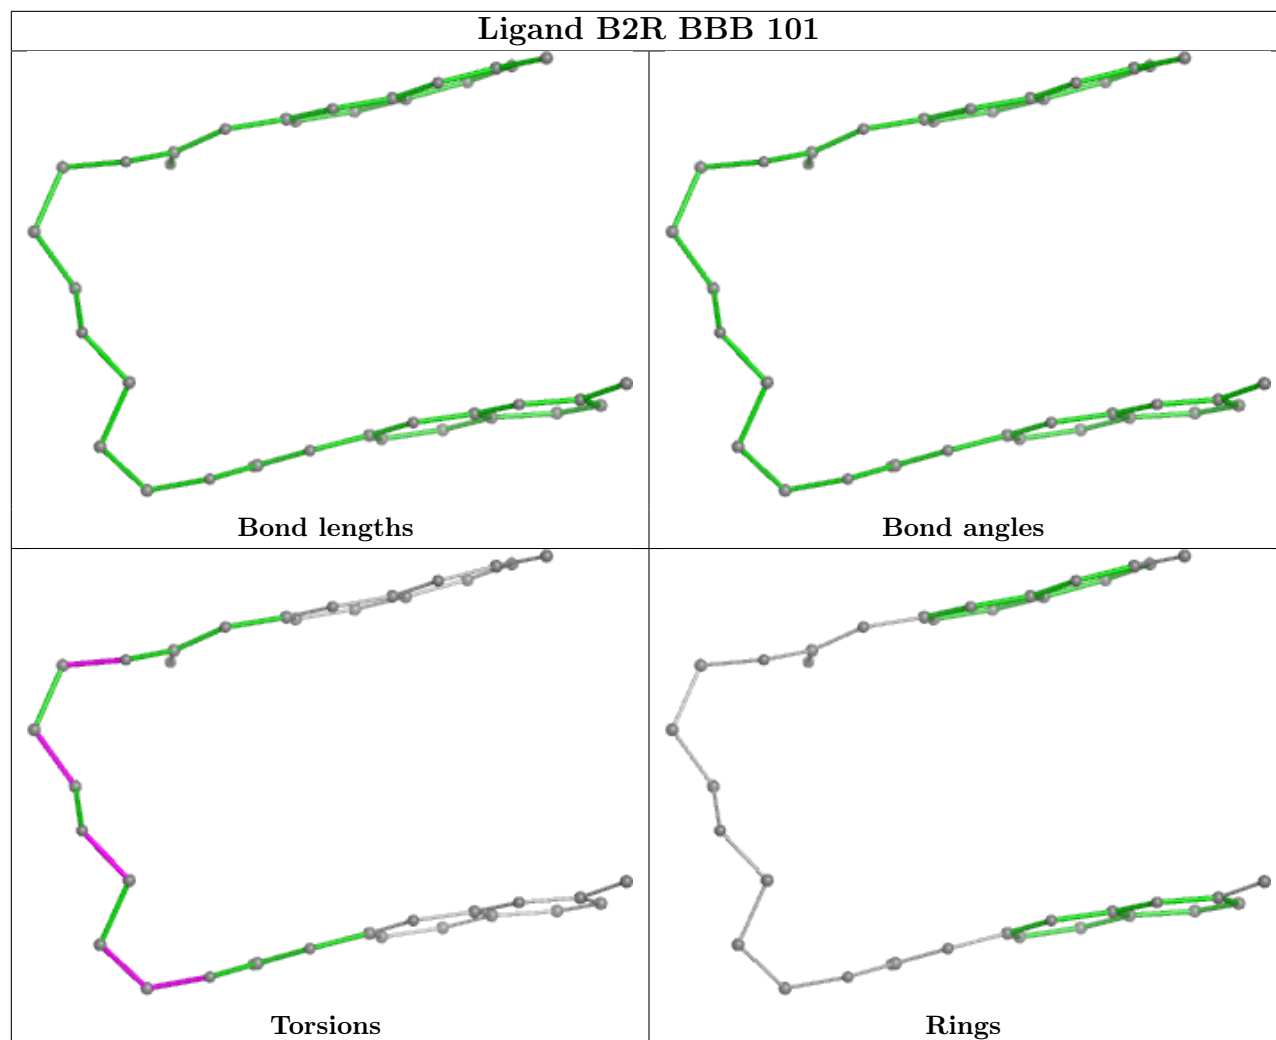 Ligand B2R BBB 101
Bond lengths
Bond angles
Torsions
Rings